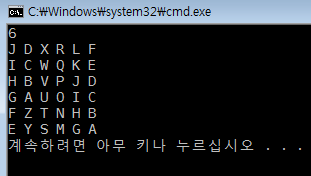 C:₩Windows₩system32₩cmd.exe
6
J D X R L F
I C W Q K E
H B V P J D
G A U O I C
F Z T N H B
E Y S M G A
계속하려면 아무 키나 누르십시오 . . .